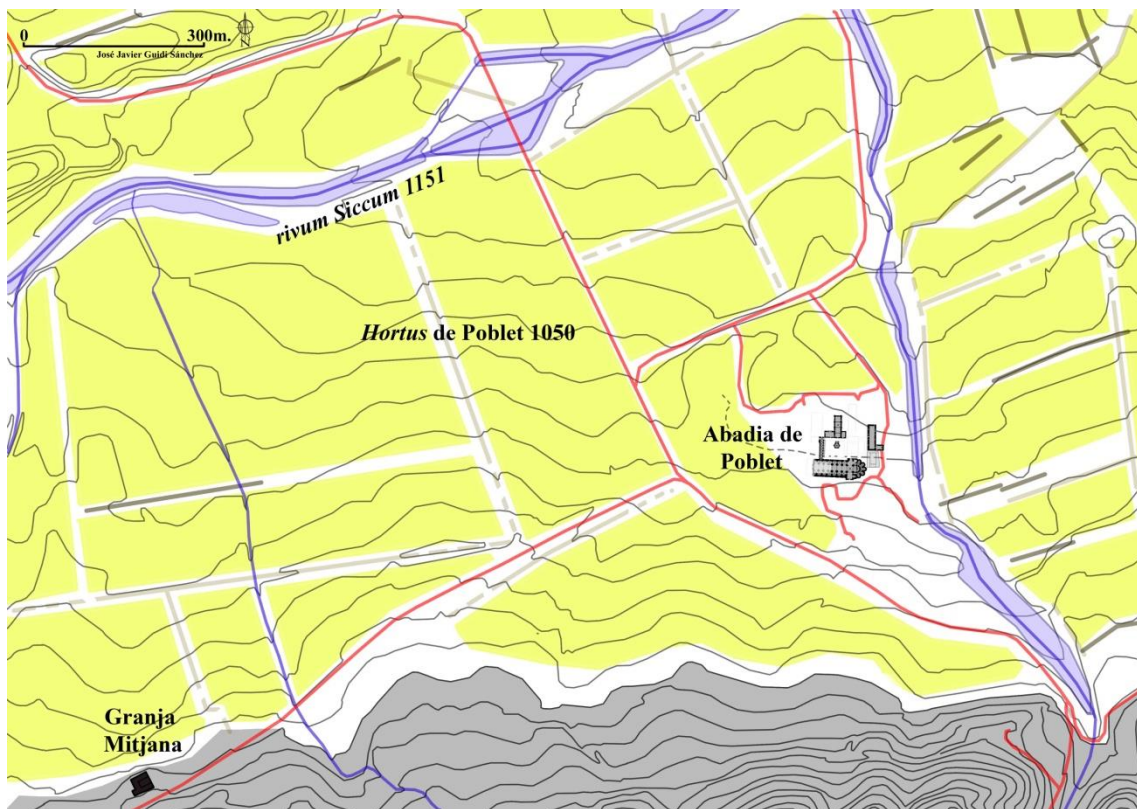 0 300m.
N
José Javier Guidi Sánchez
rivum Siccum 1151
Hortus de Poblet 1050
Abadia de
Poblet
Granja
Mitjana